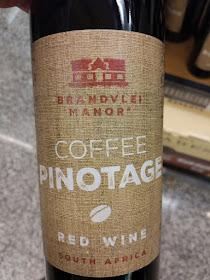 BRANDVLEI
MANOR®
COFFEE
PINOTAGE
RED WINE
SOUTH AFRICA